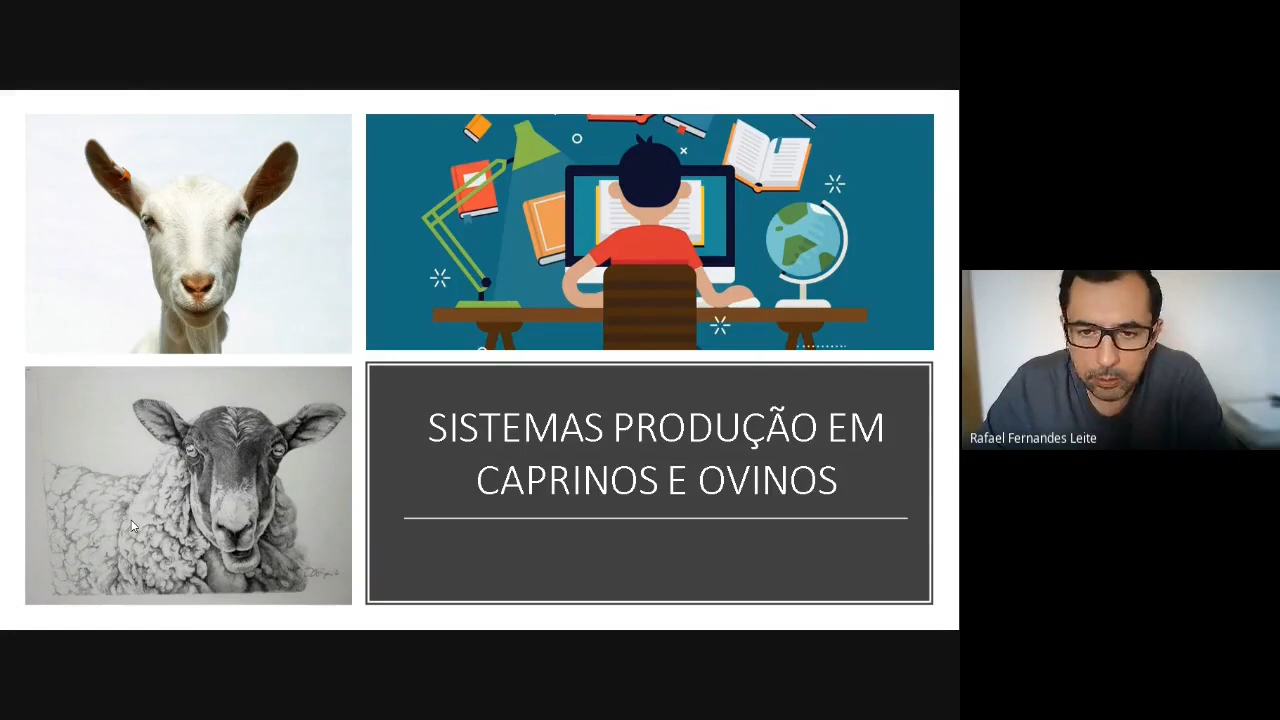 SISTEMAS PRODUÇÃO EM
CAPRINOS E OVINOS
Rafael Fernandes Leite